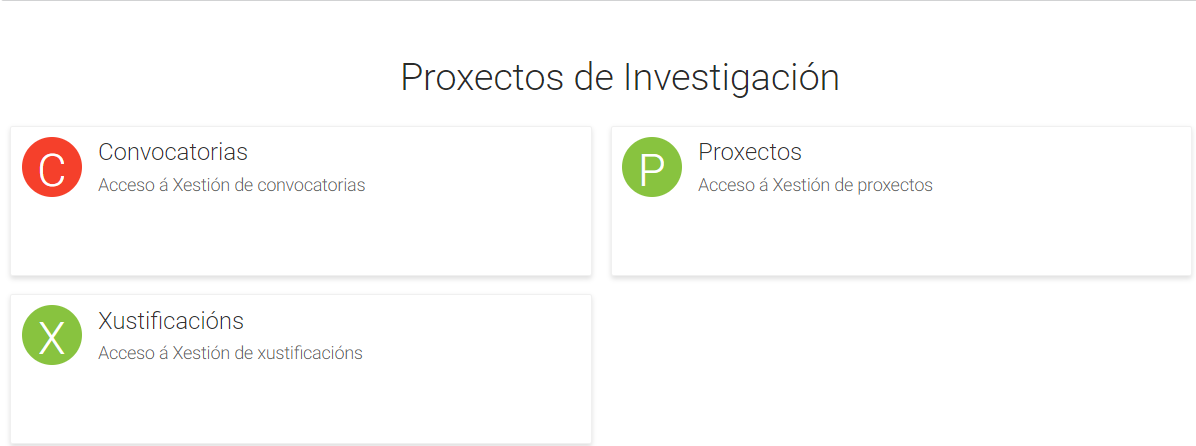 Proxectos de Investigación
C
Convocatorias
Acceso á Xestión de convocatorias
P
Proxectos
Acceso á Xestión de proxectos
X
Xustificacións
Acceso á Xestión de xustificacións